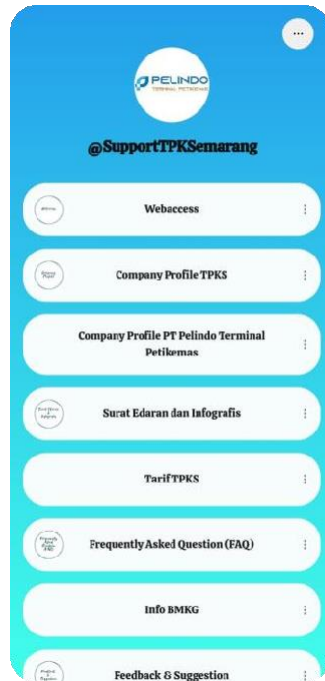 PELINDO
TERMINAL PETIKEMAS
@SupportTPKSemarang
Webaccess
Company Profile TPKS
Company Profile PT Pelindo Terminal
Petikemas
Surat Edaran dan Infografis
Tarif TPKS
Frequently Asked Question (FAQ)
Info BMKG
Feedback & Suggestion